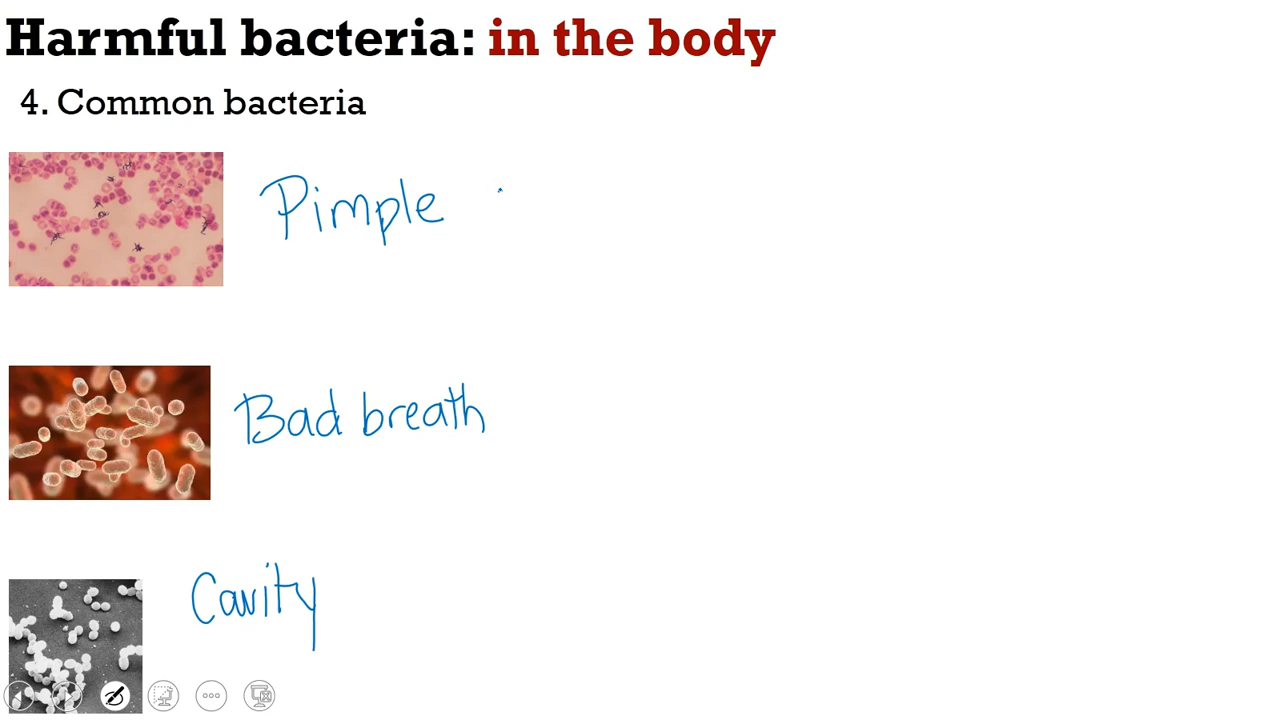 Harmful bacteria: in the body
4. Common bacteria
Pimple
Bad breath
Cavity